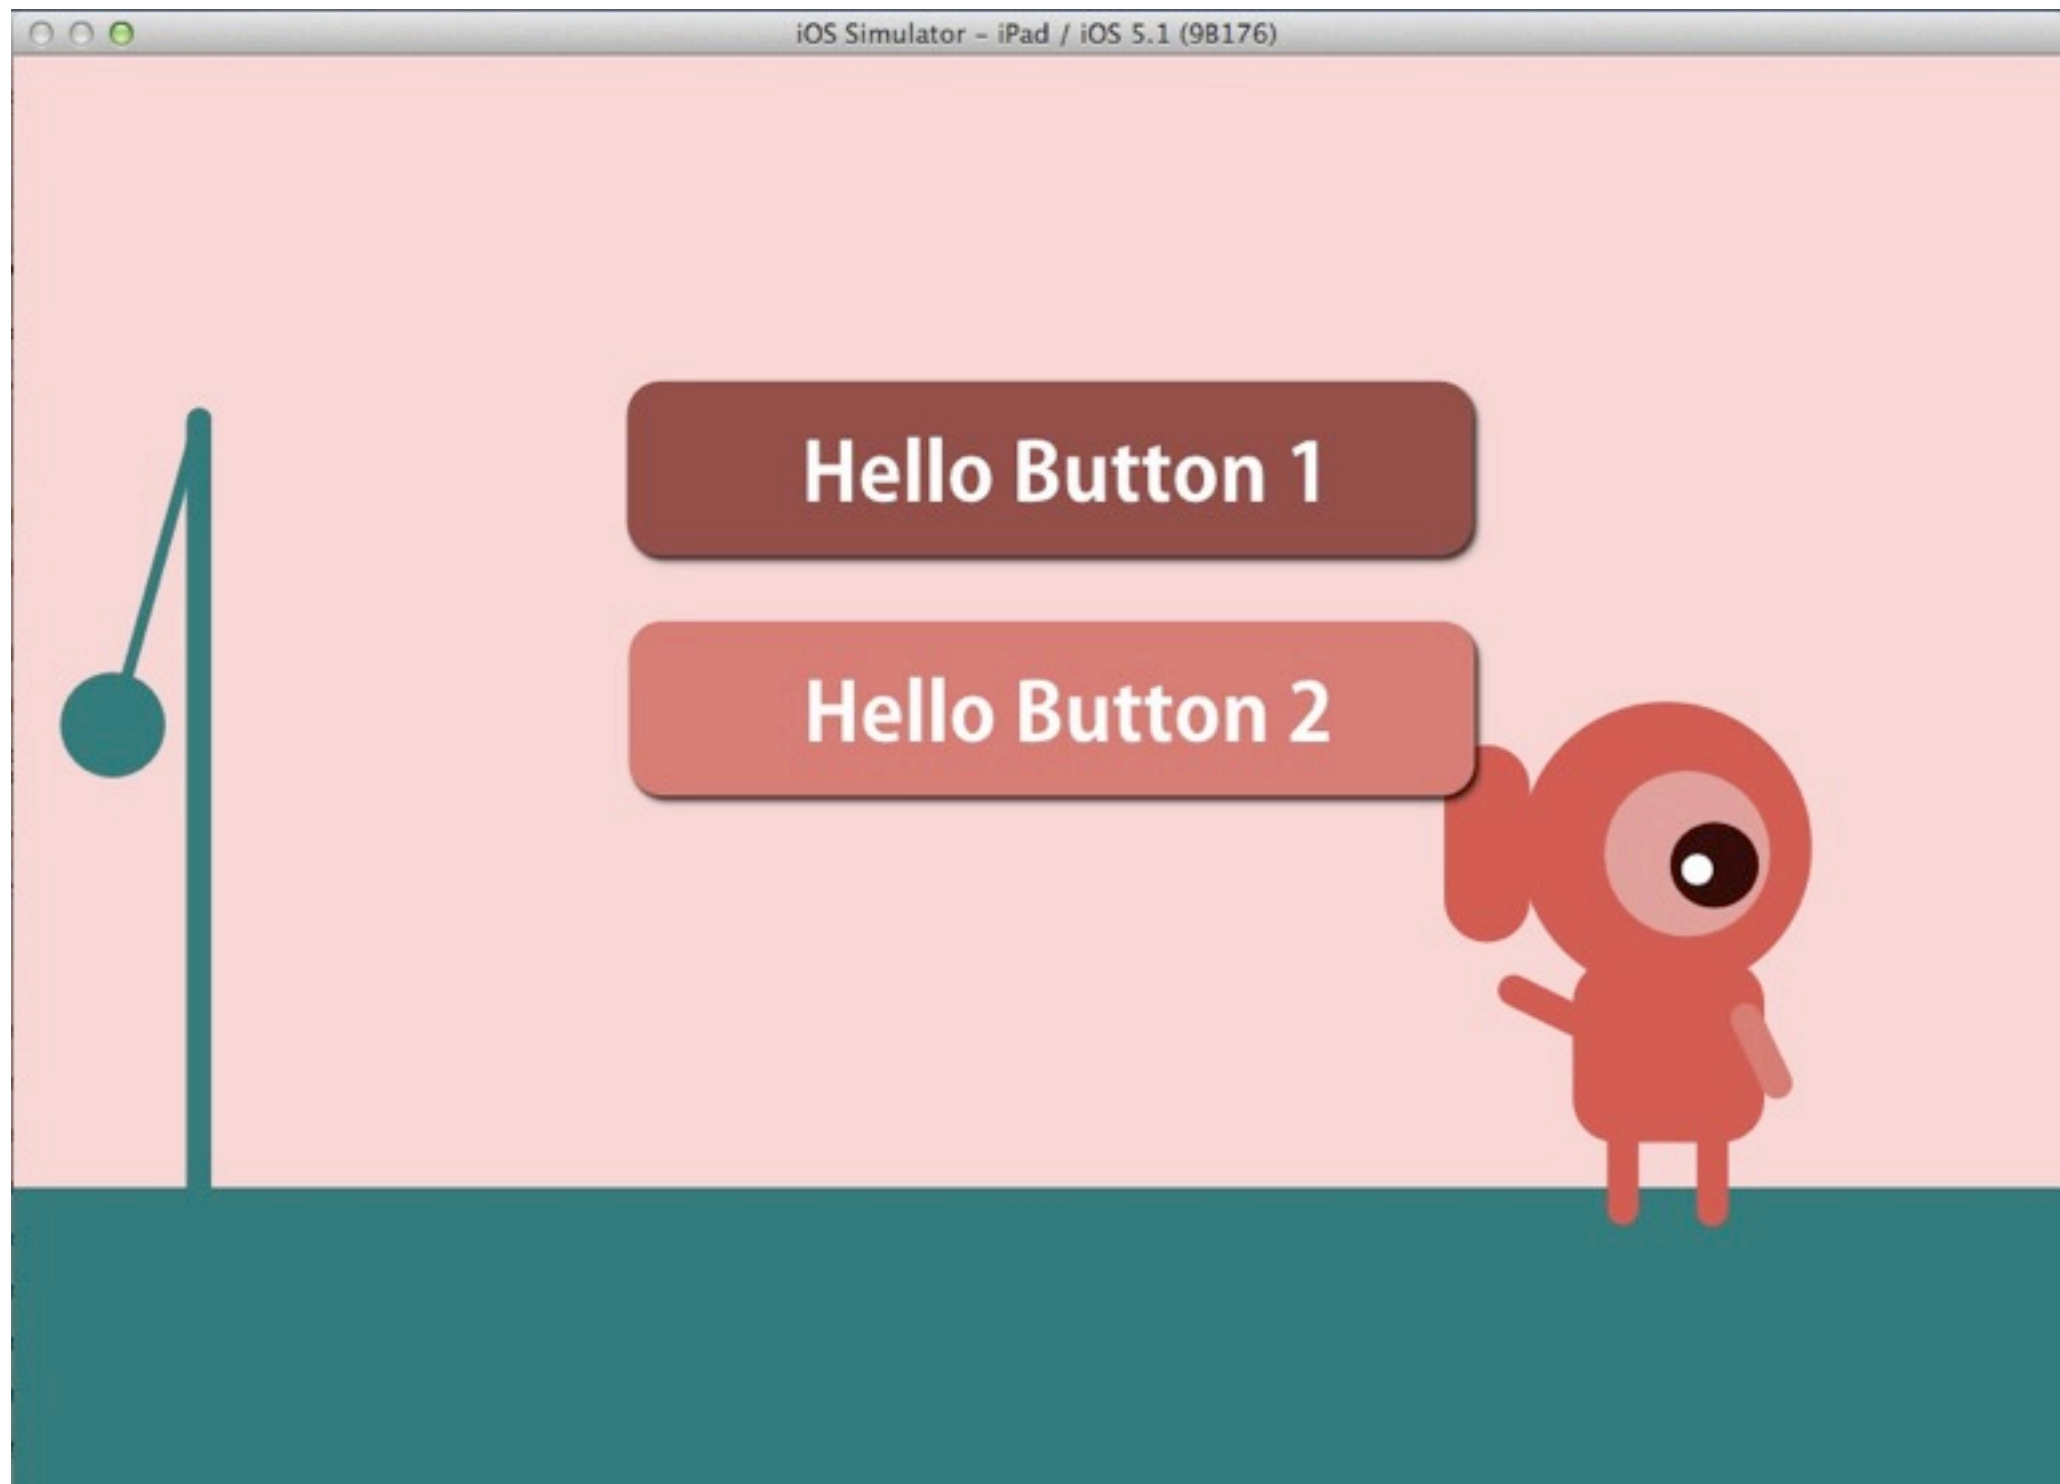 iOS Simulator – iPad / iOS 5.1 (9B176)
Hello Button 1
Hello Button 2